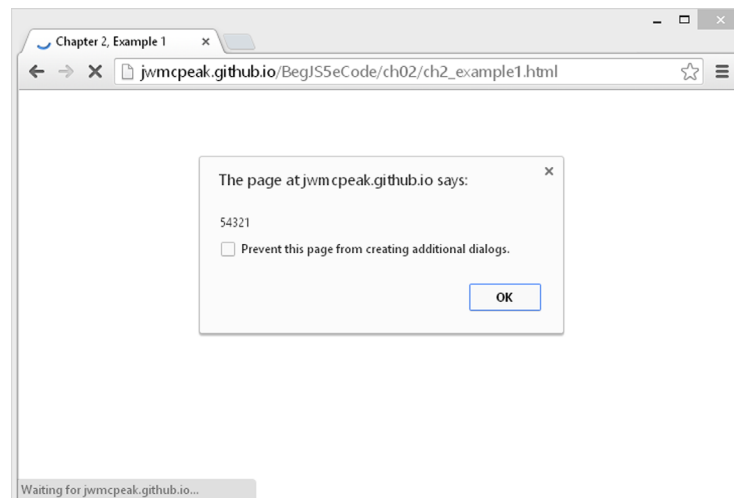 Chapter 2, Example 1
jwmcpeak.github.io/BegJS5eCode/ch02/ch2_example1.html
The page at jwmcpeak.github.io says:
54321
Prevent this page from creating additional dialogs.
OK
Waiting for jwmcpeak.github.io...